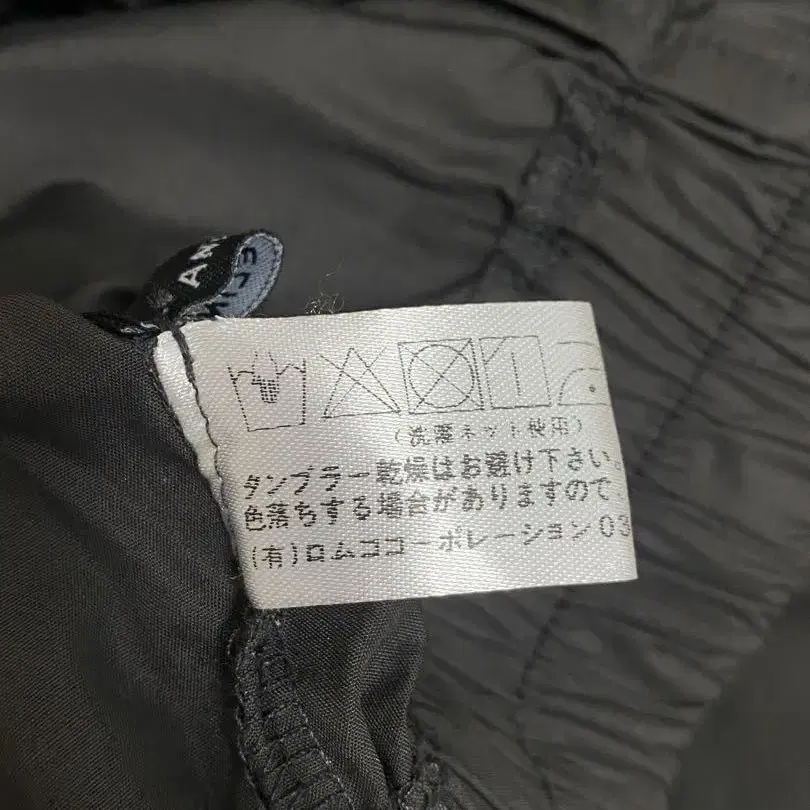 AN
(洗濯ネット使用)
タンブラー乾燥はお避け下さい。
色落ちする場合がありますので、
(有)ロムココーポレーション 03